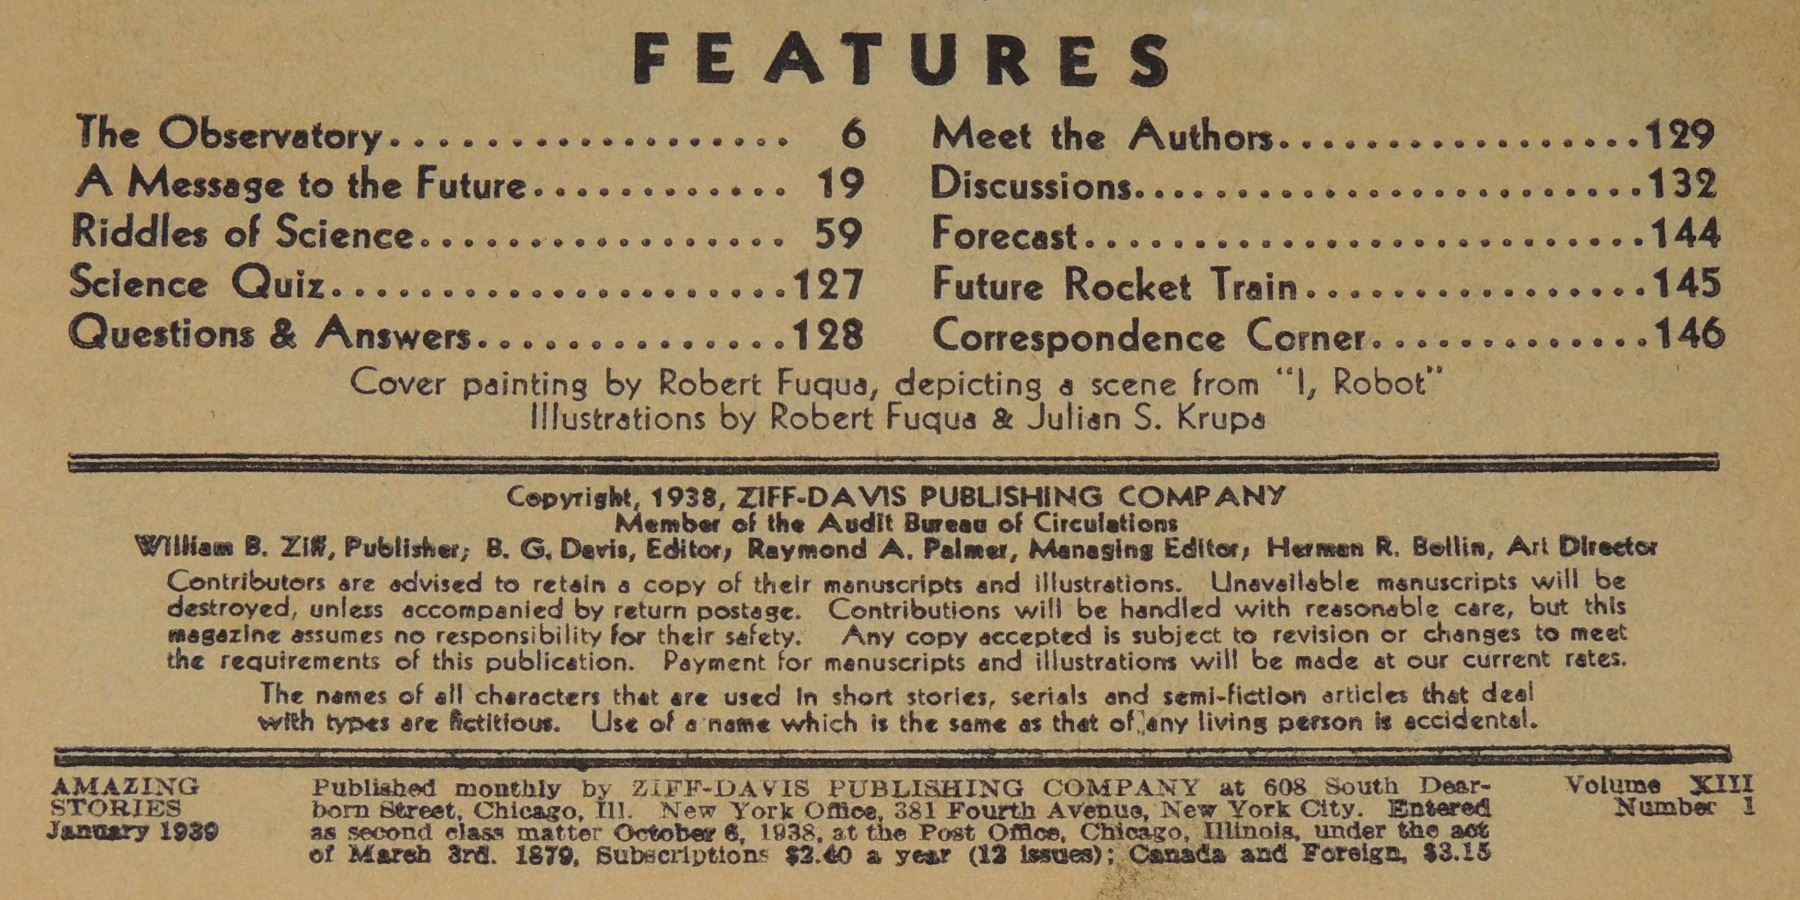 FEATURES
The Observatory.................. 6
A Message to the Future............ 19
Riddles of Science................. 59
Science Quiz.....................127
Questions & Answers..............128
Meet the Authors.................129
Discussions........................132
Forecast..........................144
Future Rocket Train................145
Correspondence Corner.............146
Cover painting by Robert Fuqua, depicting a scene from "I, Robot"
Illustrations by Robert Fuqua & Julian S. Krupa
Copyright, 1938, ZIFF-DAVIS PUBLISHING COMPANY
Member of the Audit Bureau of Circulations
William B. Ziff, Publisher; B. G. Davis, Editor; Raymond A. Palmer, Managing Editor; Herman R. Bollin, Art Director
Contributors are advised to retain a copy of their manuscripts and illustrations. Unavailable manuscripts will be
destroyed, unless accompanied by return postage. Contributions will be handled with reasonable care, but this
magazine assumes no responsibility for their safety. Any copy accepted is subject to revision or changes to meet
the requirements of this publication. Payment for manuscripts and illustrations will be made at our current rates.
The names of all characters that are used in short stories, serials and semi-fiction articles that deal
with types are fictitious. Use of a name which is the same as that of any living person is accidental.
AMAZING
STORIES
January 1939
Published monthly by ZIFF-DAVIS PUBLISHING COMPANY at 608 South Dear-
born Street, Chicago, Ill. New York Office, 381 Fourth Avenue, New York City. Entered
as second class matter October 6, 1938, at the Post Office, Chicago, Illinois, under the act
of March 3rd. 1879, Subscriptions $2.40 a year (12 issues); Canada and Foreign, $3.15
Volume XIII
Number 1